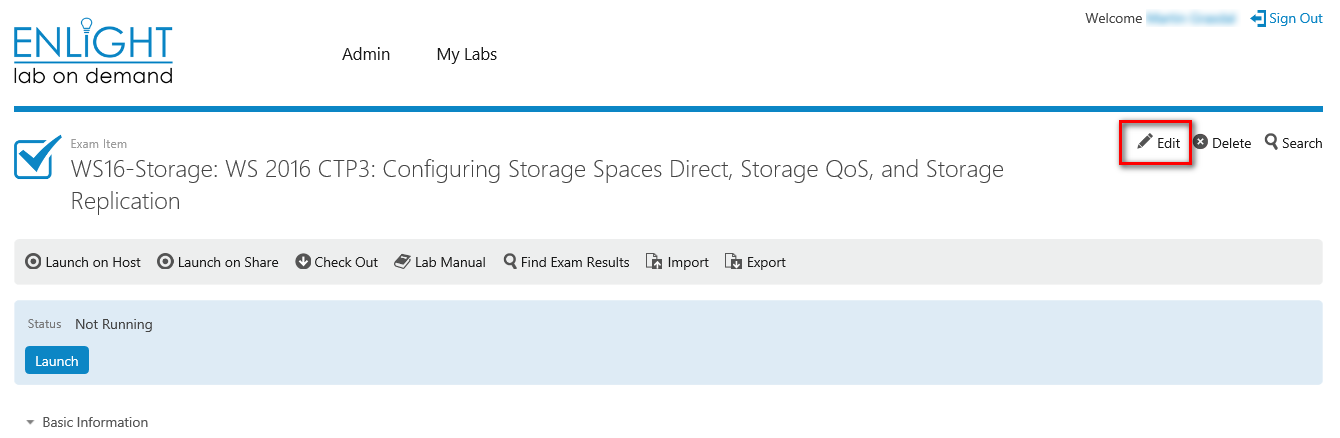 Welcome Sign Out
ENLIGHT
lab on demand
Admin My Labs
Exam Item
Edit Delete Search
WS16-Storage: WS 2016 CTP3: Configuring Storage Spaces Direct, Storage QoS, and Storage
Replication
Launch on Host Launch on Share Check Out Lab Manual Find Exam Results Import Export
Status Not Running
Launch
Basic Information